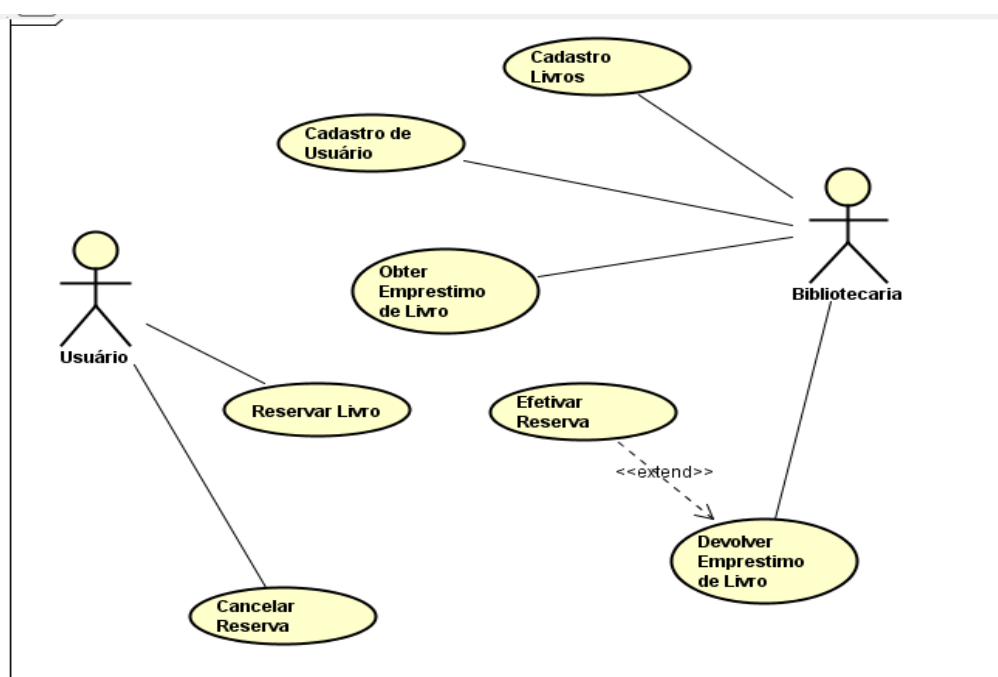 Cadastro
Livros
Cadastro de
Usuário
Obter
Emprestimo
de Livro
Bibliotecaria
Usuário
Reservar Livro
Efetivar
Reserva
<<extend>>
Devolver
Emprestimo
de Livro
Cancelar
Reserva